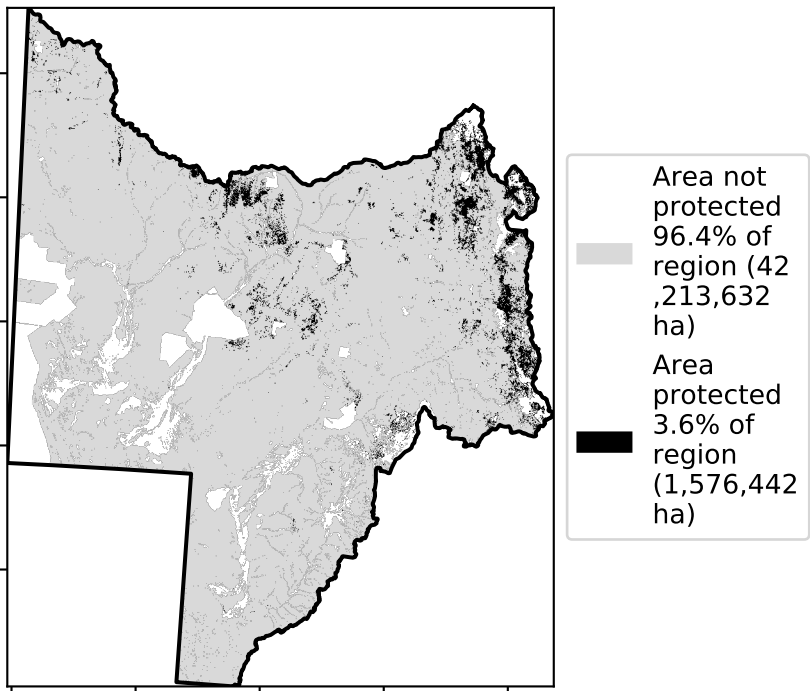 Area not
protected
96.4% of
region (42
,213,632
ha)
Area
protected
3.6% of
region
(1,576,442
ha)